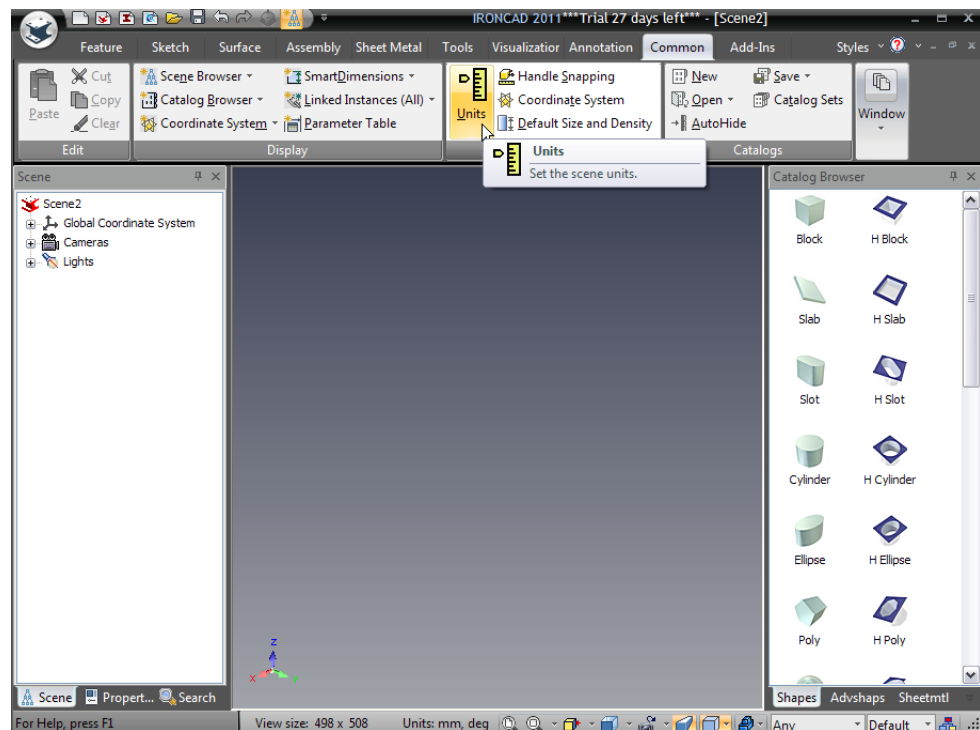 IRONCAD 2011***Trial 27 days left*** - [Scene2]
Feature Sketch Surface Assembly Sheet Metal Tools Visualizatior Annotation Common Add-Ins Styles
Cut Scene Browser SmartDimensions Handle Snapping New Save
Paste Copy Catalog Browser Linked Instances (All) Units Coordinate System Open Catalog Sets Window
Clear Coordinate System Parameter Table Default Size and Density AutoHide
Edit Display Catalogs
Units
Set the scene units.
Scene Catalog Brow
Scene2
Global Coordinate System
Cameras
Lights
Block H Block
Slab H Slab
Slot H Slot
Cylinder H Cylinder
Ellipse H Ellipse
Poly H Poly
Z
X Y
Scene Propert... Search Shapes Advshaps Sheetmtl
For Help, press F1 View size: 498 x 508 Units: mm, deg Any Default